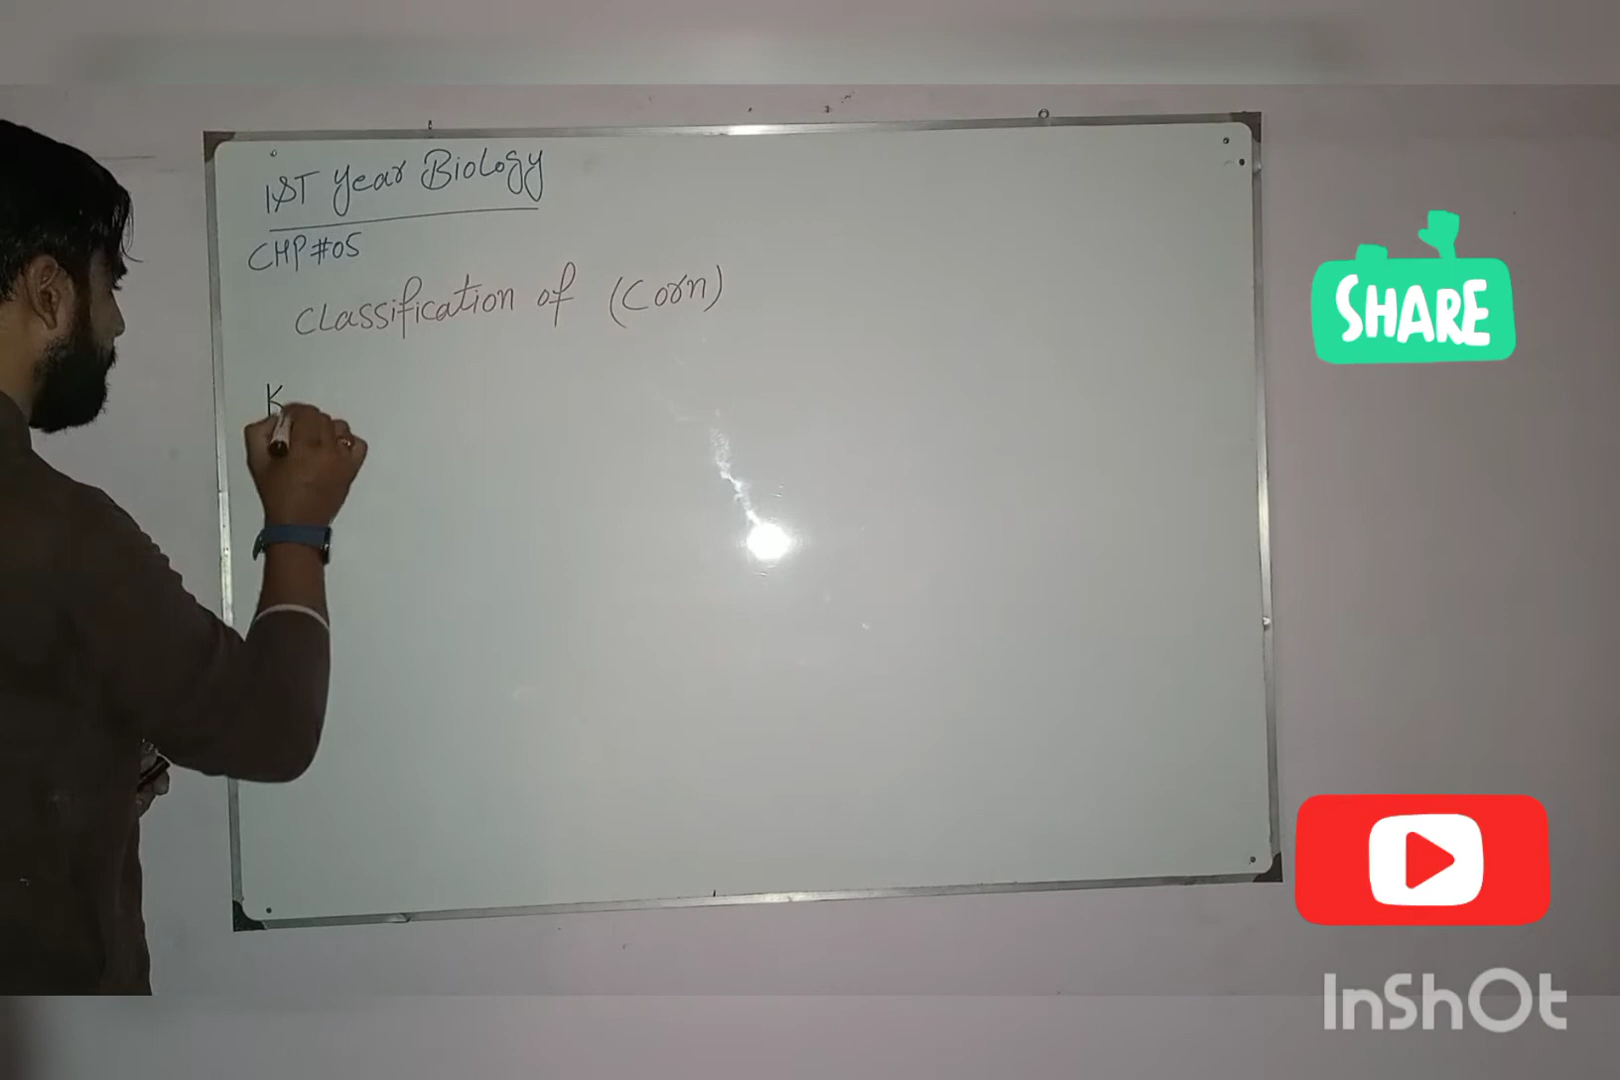 1ST year Biology
CHP#05
Classification of (Corn)
K
SHARE
InShOt